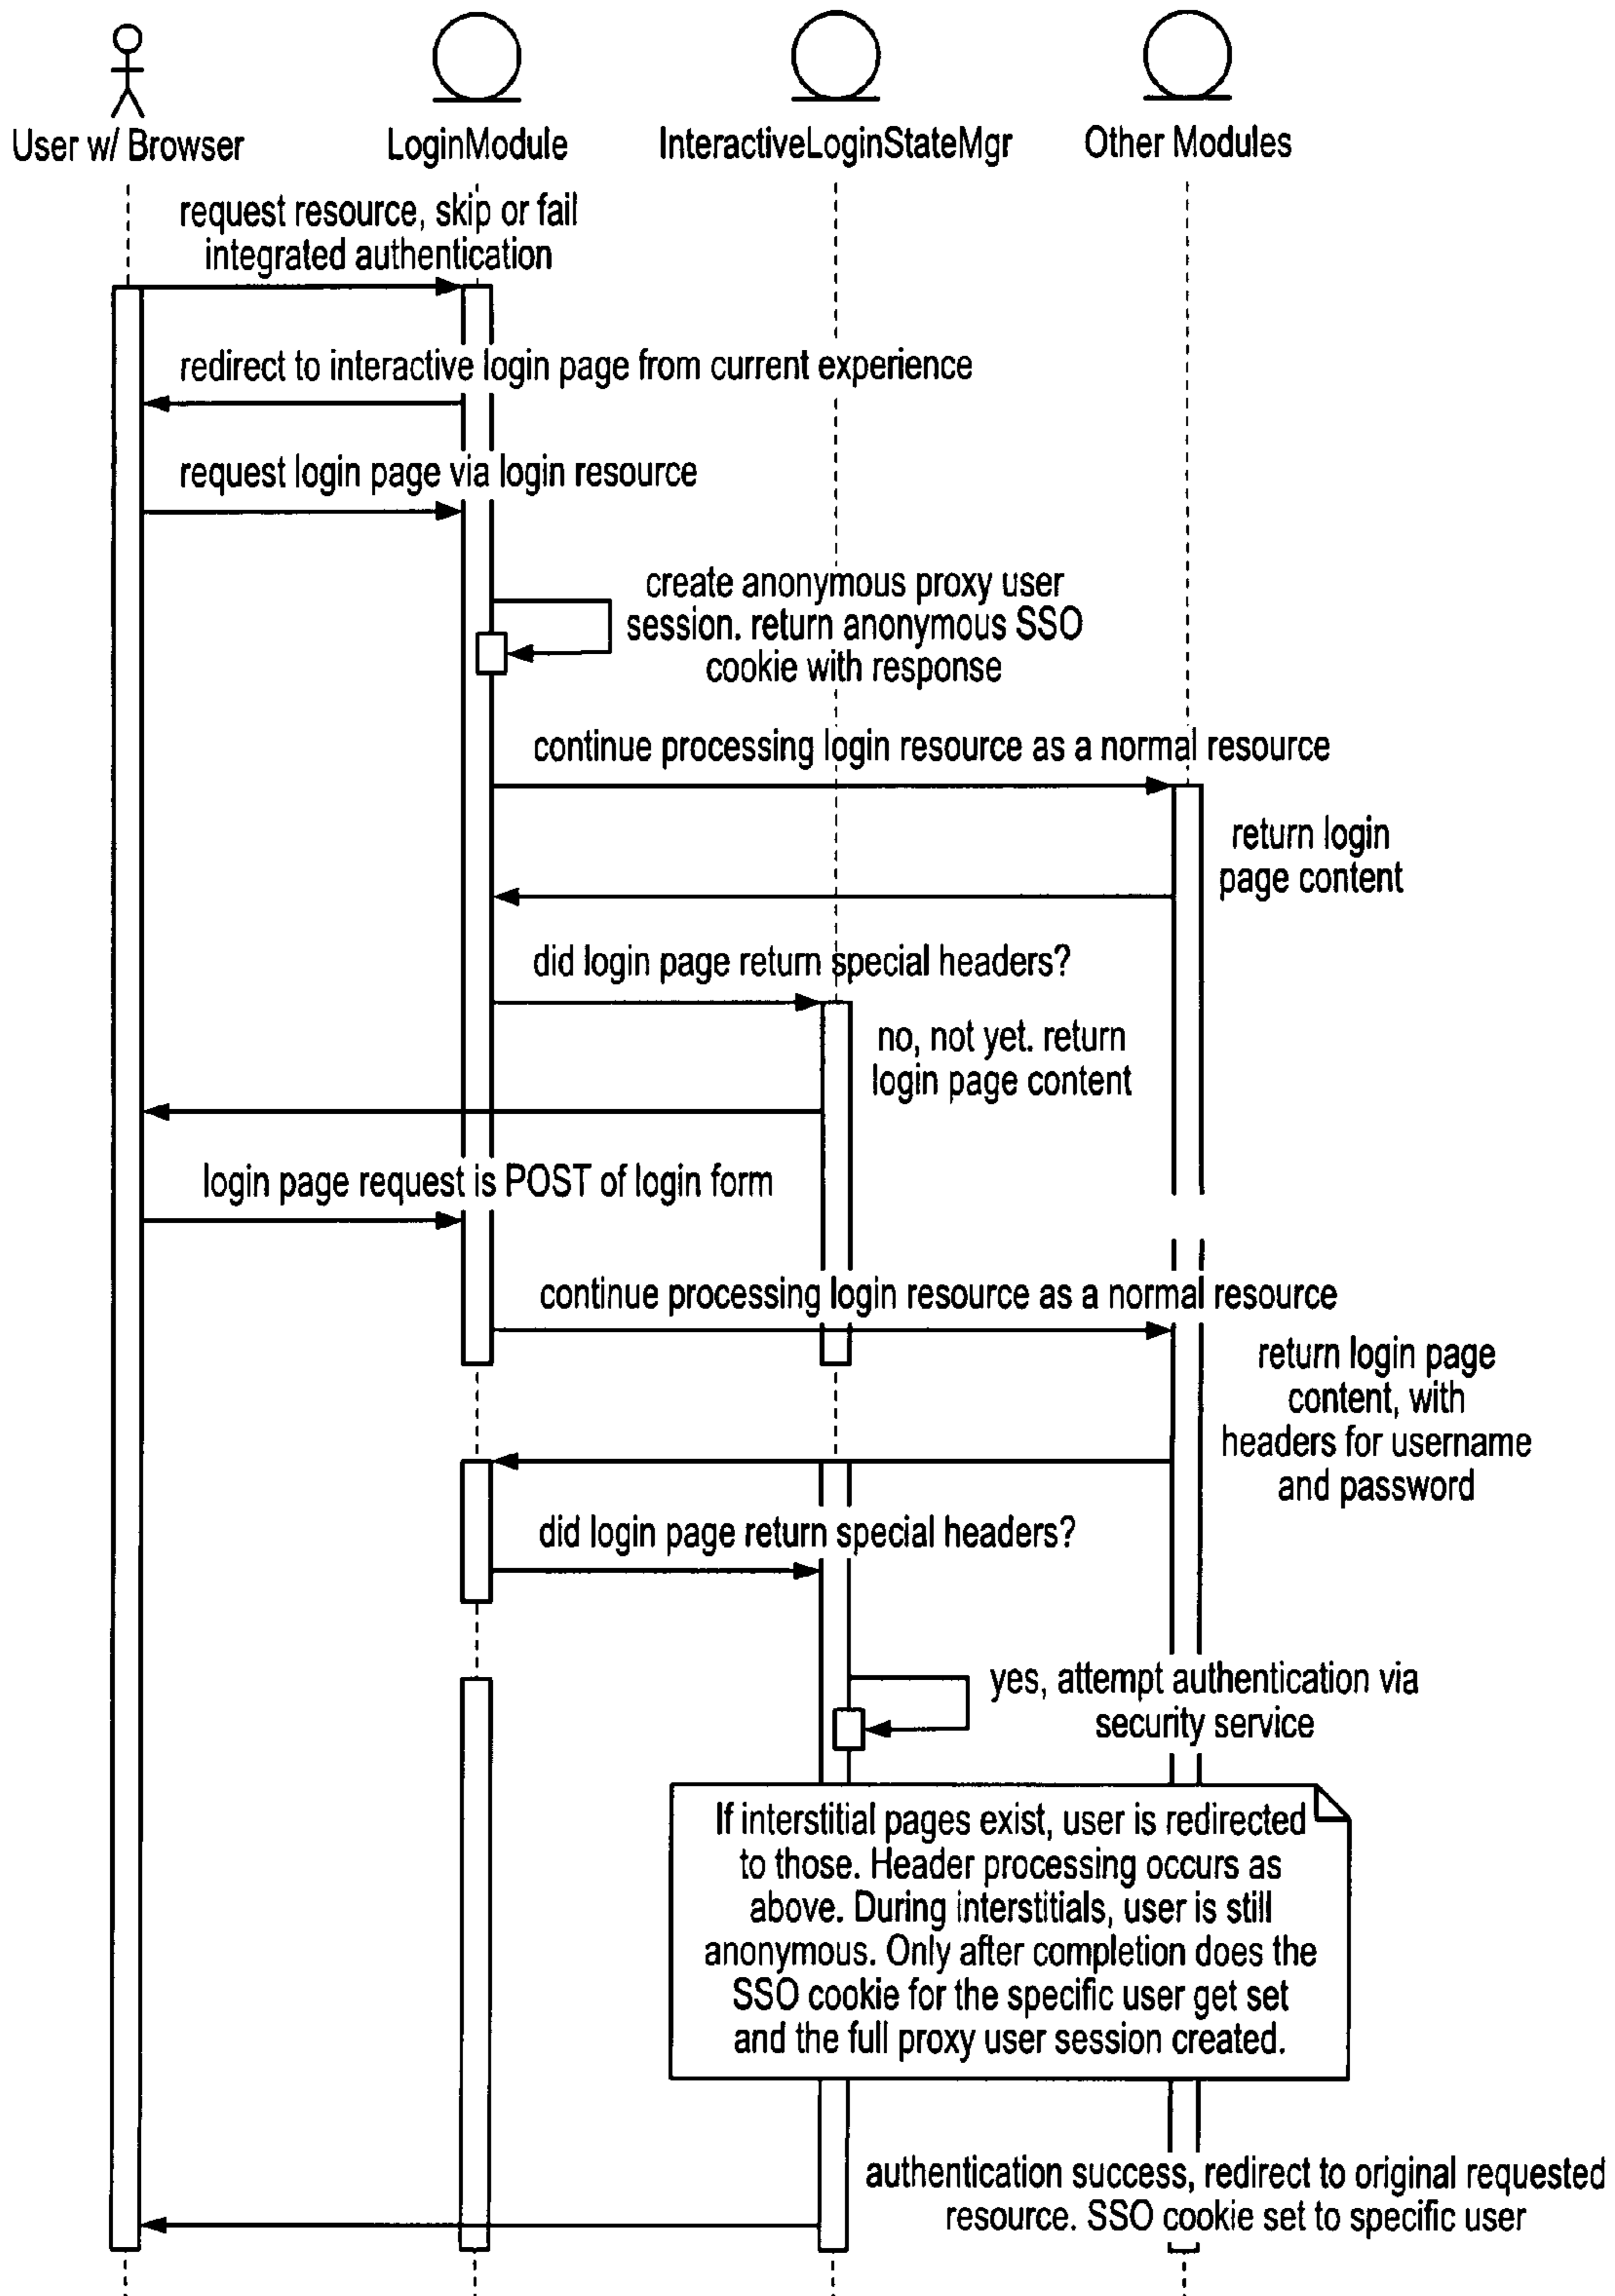 User w/ Browser
LoginModule
InteractiveLoginStateMgr
Other Modules
request resource, skip or fail
integrated authentication
redirect to interactive login page from current experience
request login page via login resource
create anonymous proxy user
session. return anonymous SSO
cookie with response
continue processing login resource as a normal resource
return login
page content
did login page return special headers?
no, not yet. return
login page content
login page request is POST of login form
continue processing login resource as a normal resource
return login page
content, with
headers for username
and password
did login page return special headers?
yes, attempt authentication via
security service
If interstitial pages exist, user is redirected
to those. Header processing occurs as
above. During interstitials, user is still
anonymous. Only after completion does the
SSO cookie for the specific user get set
and the full proxy user session created.
authentication success, redirect to original requested
resource. SSO cookie set to specific user